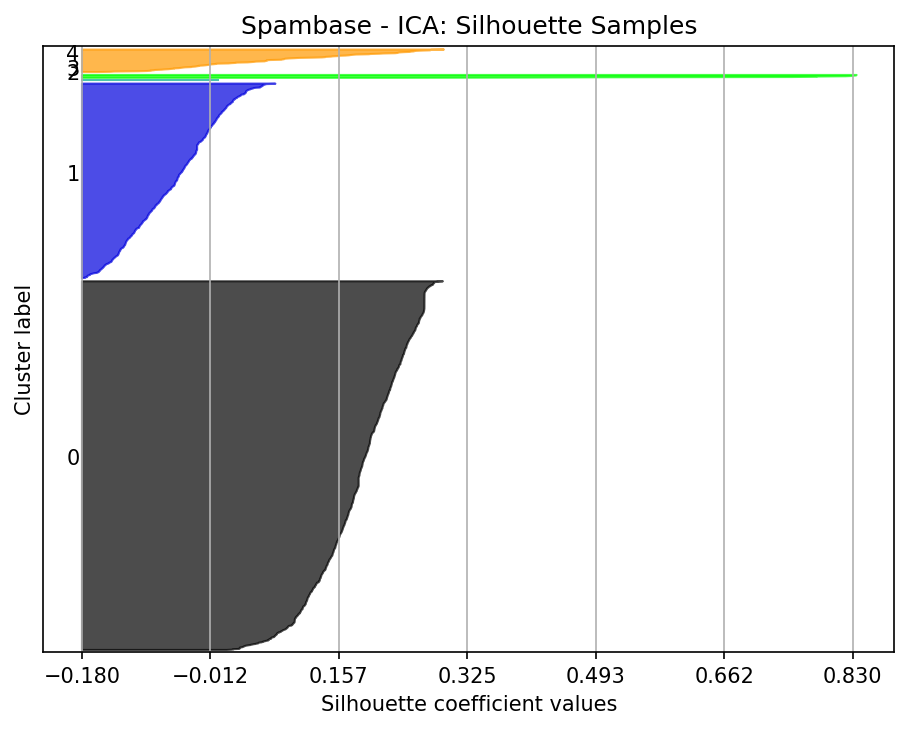 Spambase - ICA: Silhouette Samples
4
3
2
1
0
Cluster label
−0.180 −0.012 0.157 0.325 0.493 0.662 0.830
Silhouette coefficient values